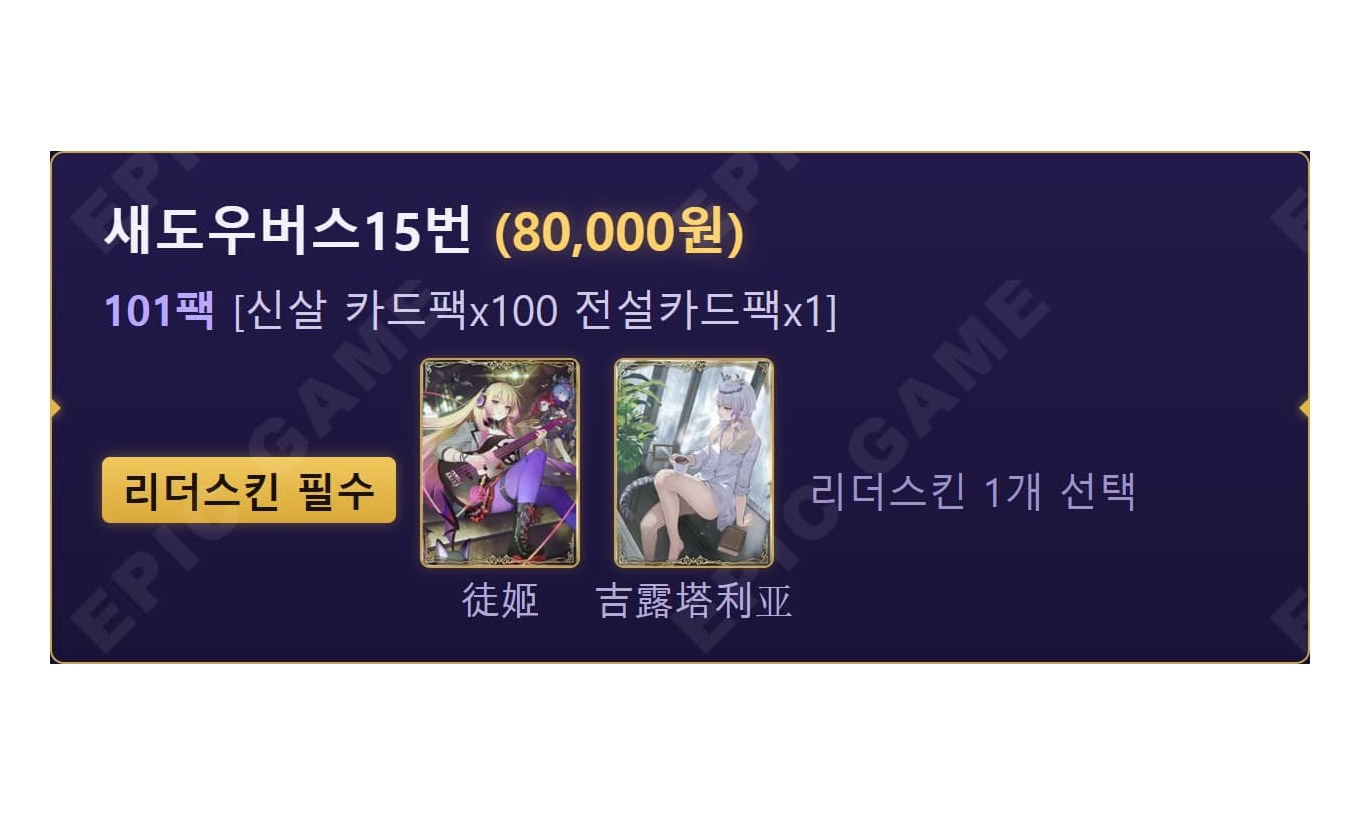 새도우버스15번 (80,000원)
101팩 [신살 카드팩x100 전설카드팩x1]
리더스킨 필수
리더스킨 1개 선택
徒姬
吉露塔利亚
EPIC GAME